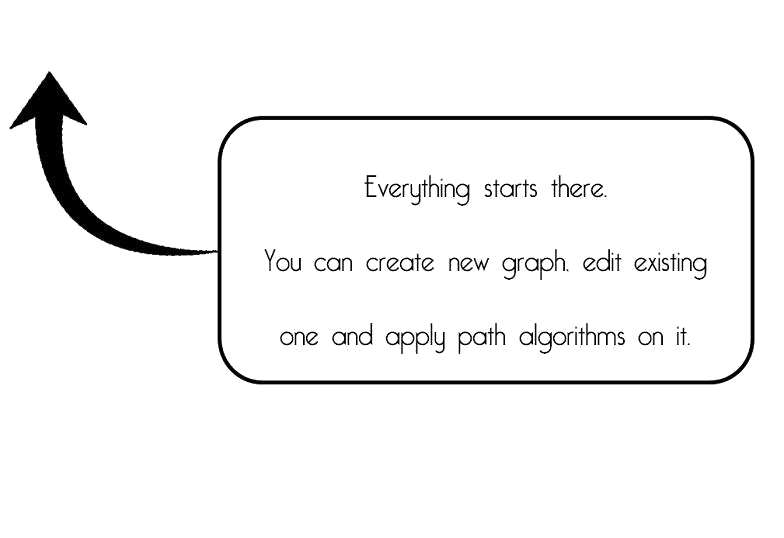 Everything starts there.
You can create new graph. edit existing
one and apply path algorithms on it.